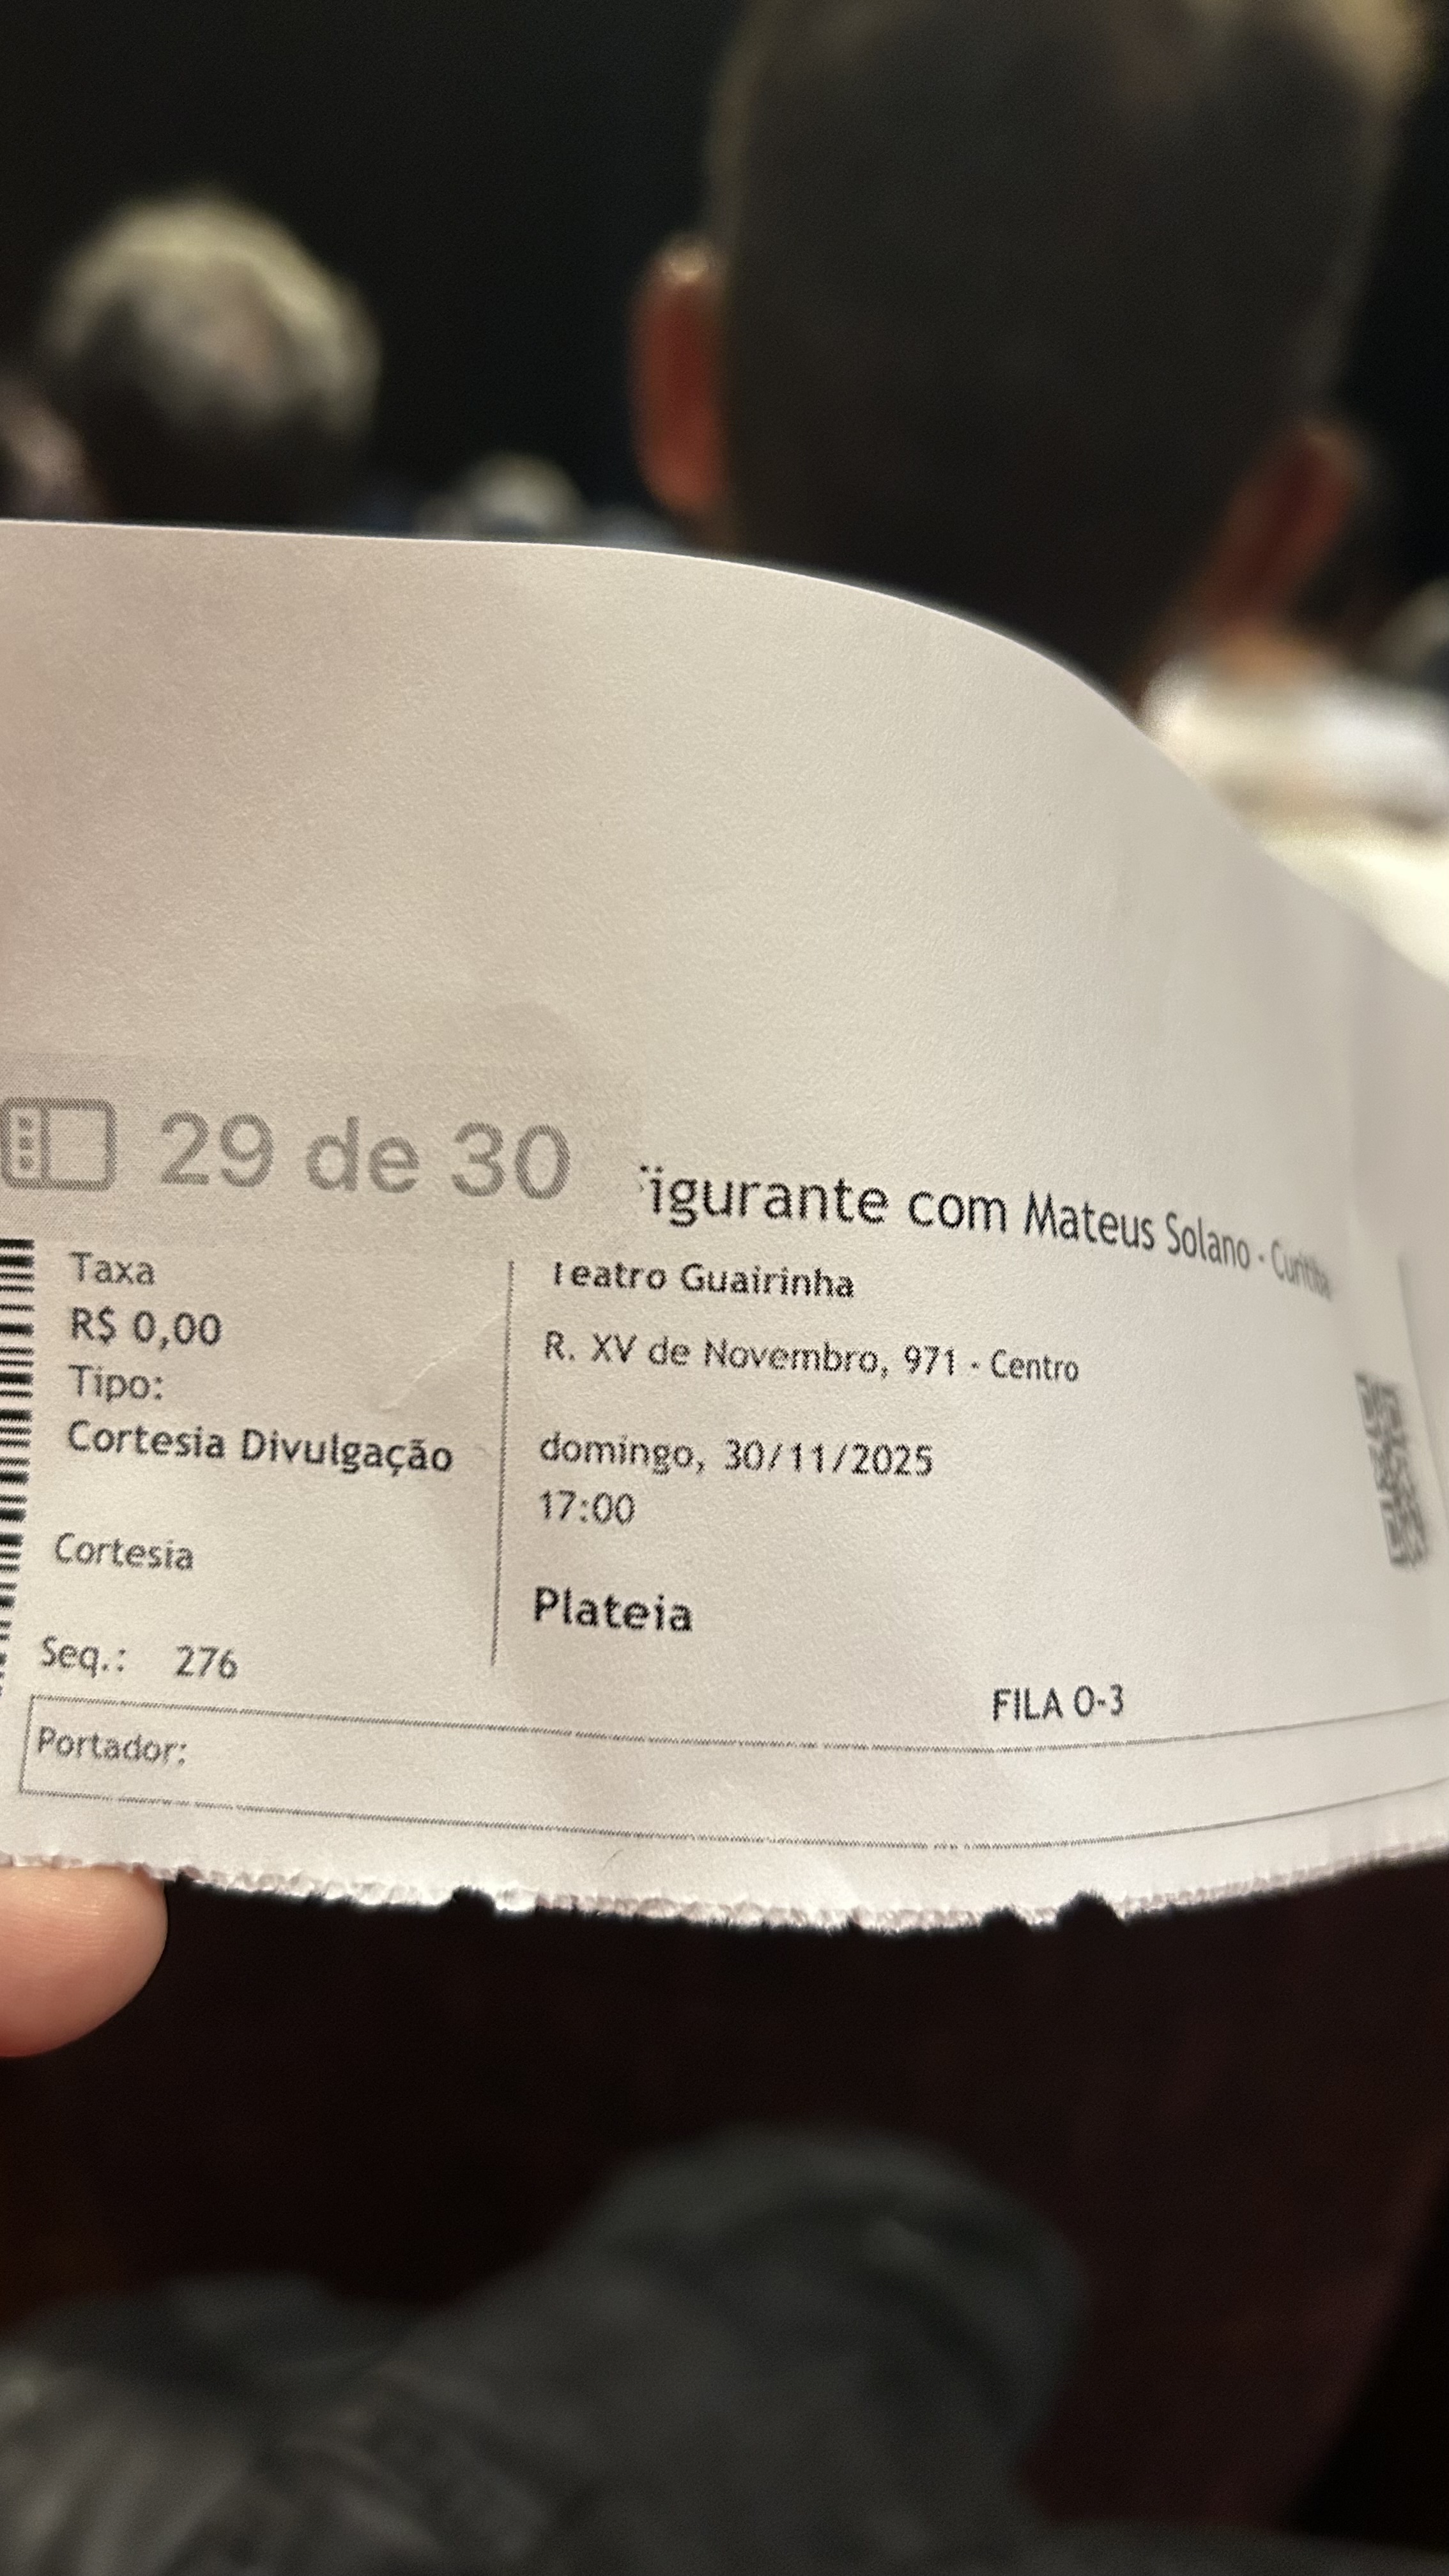 29 de 30
igurante com Mateus Solano - Curitiba
Taxa
R$ 0,00
Tipo:
Cortesia Divulgação
Cortesia
Seq.: 276
Teatro Guairinha
R. XV de Novembro, 971 - Centro
domingo, 30/11/2025
17:00
Plateia
FILA O-3
Portador: